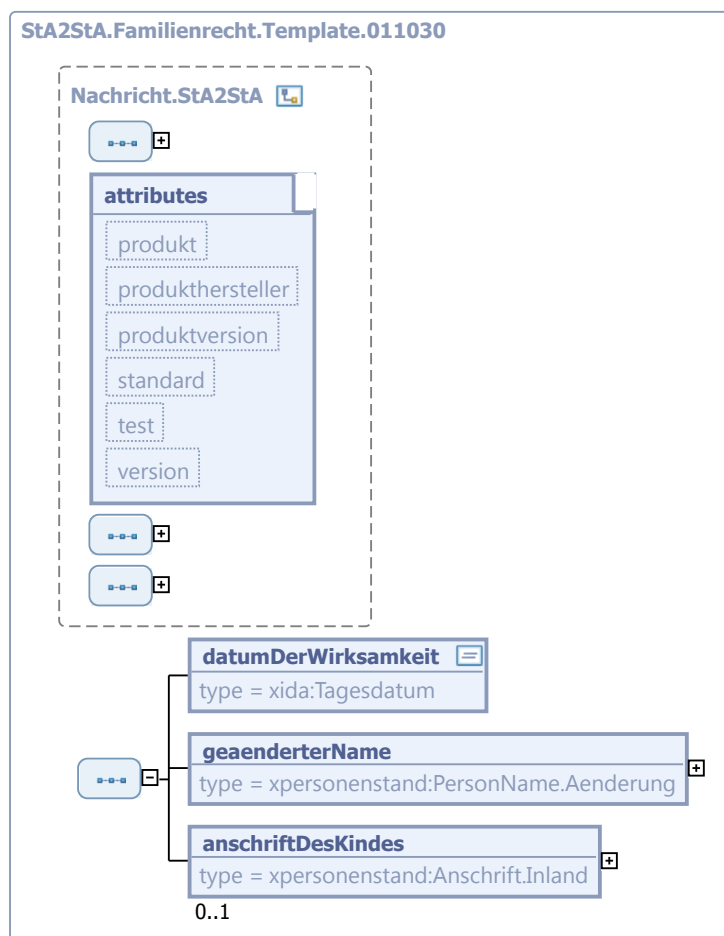 StA2StA.Familienrecht.Template.011030
Nachricht.StA2StA
attributes
produkt
produkthersteller
produktversion
standard
test
version
datumDerWirksamkeit
type = xida:Tagesdatum
geaenderterName
type = xpersonenstand:PersonName.Aenderung
anschriftDesKindes
type = xpersonenstand:Anschrift.Inland
0..1